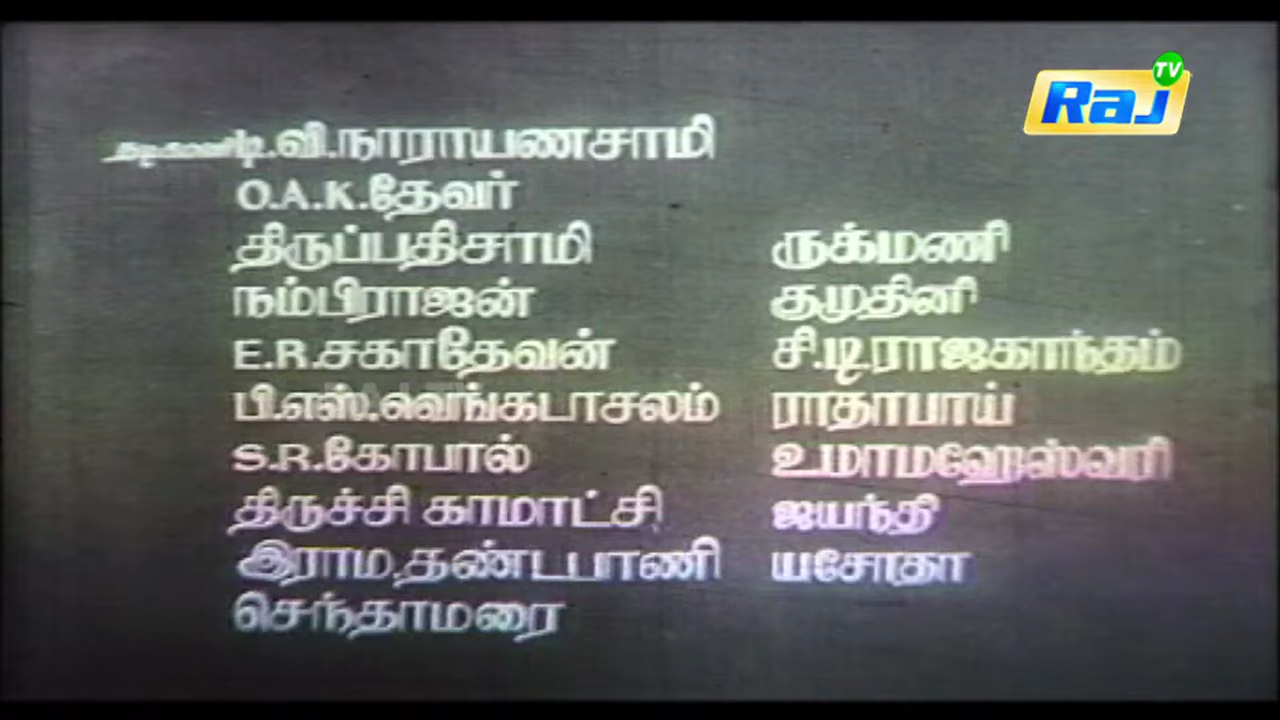 Raj TV
டி.வி.நாராயணசாமி
O.A.K.தேவர்
திருப்பதிசாமி
நம்பிராஜன்
E.R.சகாதேவன்
பி.எஸ்.வெங்கடாசலம்
S.R.கோபால்
திருச்சி காமாட்சி
இராம.தண்டபாணி
செந்தாமரை
ருக்மணி
குமுதினி
சி.டி.ராஜகாந்தம்
ராதாபாய்
உமாமஹேஸ்வரி
ஜயந்தி
யசோதா